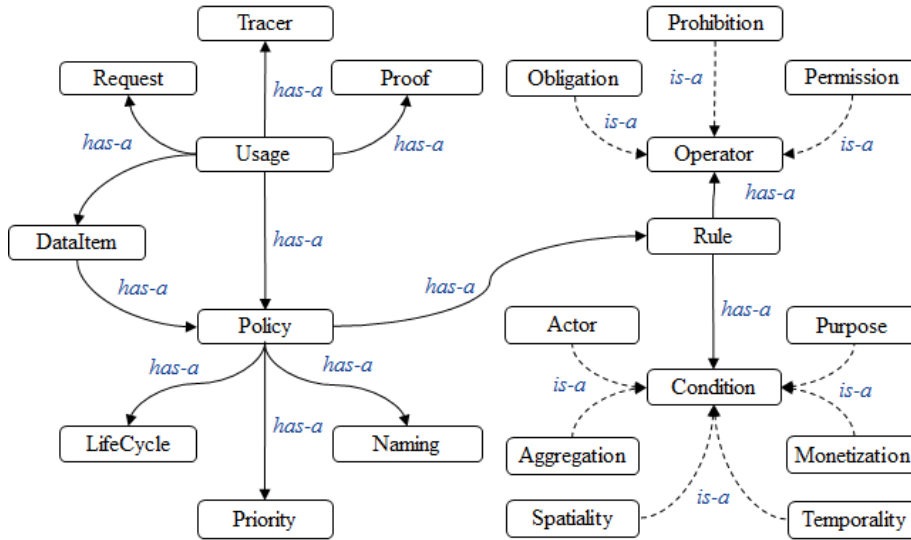 Tracer
Prohibition
Request
has-a
Proof
Obligation
is-a
Permission
has-a
has-a
is-a
is-a
Usage
Operator
has-a
DataItem
has-a
Rule
has-a
has-a
Policy
Actor
has-a
Purpose
has-a
has-a
is-a
Condition
is-a
LifeCycle
has-a
Naming
Aggregation
Monetization
is-a
Priority
Spatiality
Temporality